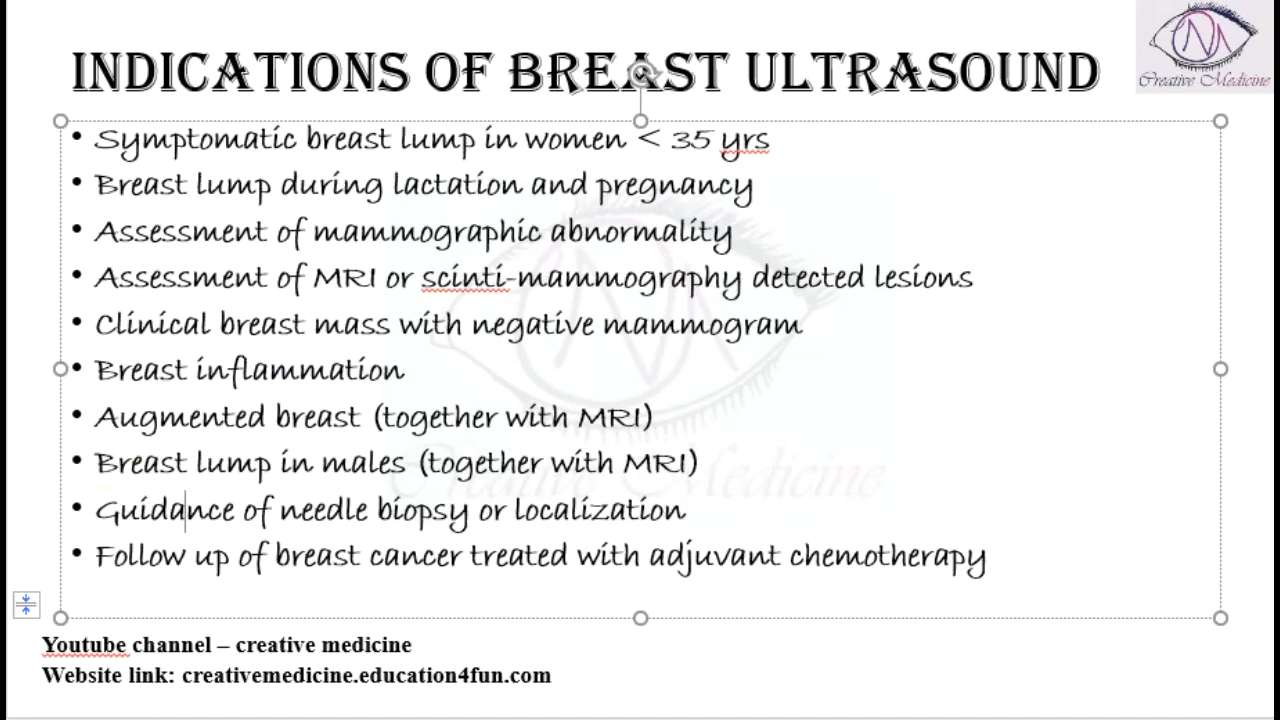 INDICATIONS OF BREAST ULTRASOUND
Creative Medicine
• Symptomatic breast lump in women < 35 yrs
• Breast lump during lactation and pregnancy
• Assessment of mammographic abnormality
• Assessment of MRI or scinti-mammography detected lesions
• Clinical breast mass with negative mammogram
• Breast inflammation
• Augmented breast (together with MRI)
• Breast lump in males (together with MRI)
Creative Medicine
• Guidance of needle biopsy or localization
• Follow up of breast cancer treated with adjuvant chemotherapy
Youtube channel – creative medicine
Website link: creativemedicine.education4fun.com